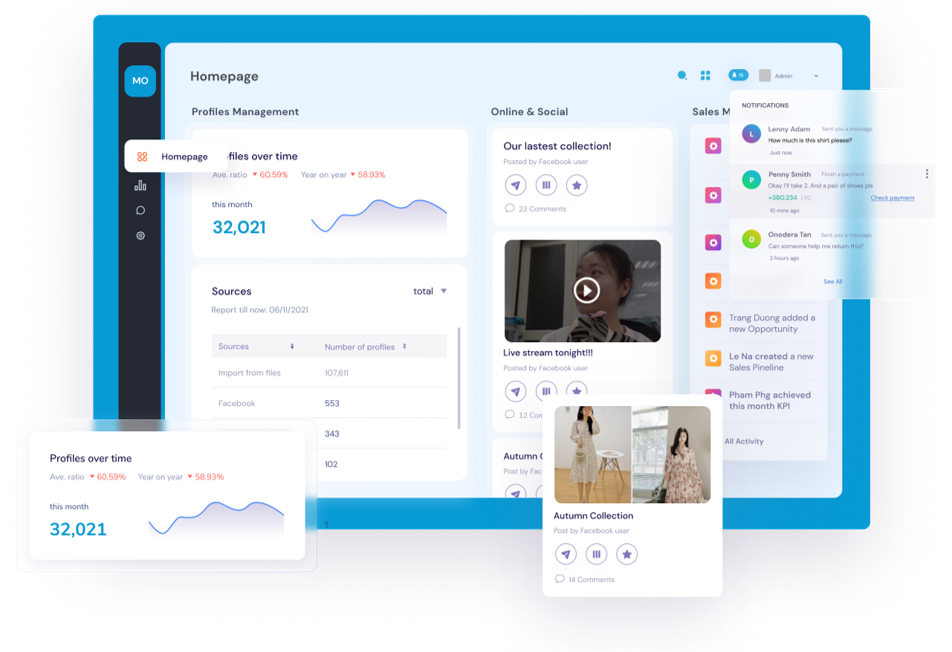 MO
Homepage
16
Admin
Homepage
Profiles Management
files over time
Ave. ratio 60.59% Year on year 58.93%
this month
32,021
Sources
total
Report till now: 06/11/2021
Sources Number of profiles
Import from files 107,611
Facebook 553
343
102
1
Profiles over time
Ave. ratio 60.59% Year on year 58.93%
this month
32,021
Online & Social
Our lastest collection!
Posted by Facebook user
23 Comments
Live stream tonight!!!
Posted by Facebook user
12 Com
Autumn C
Post by Fac
Autumn Collection
Post by Facebook user
14 Comments
Sales M
NOTIFICATIONS
L
Lenny Adam Sent you a message
How much is this shirt please?
Just now
P
Penny Smith Finish a payment
Okay I'll take 2. And a pair of shoes pls
+380.234 LTC Check payment
10 mins ago
O
Onodera Tan Sent you a message
Can someone help me return this?
2 hours ago
See All
Trang Duong added a
new Opportunity
Le Na created a new
Sales Pineline
Pham Phg achieved
this month KPI
All Activity